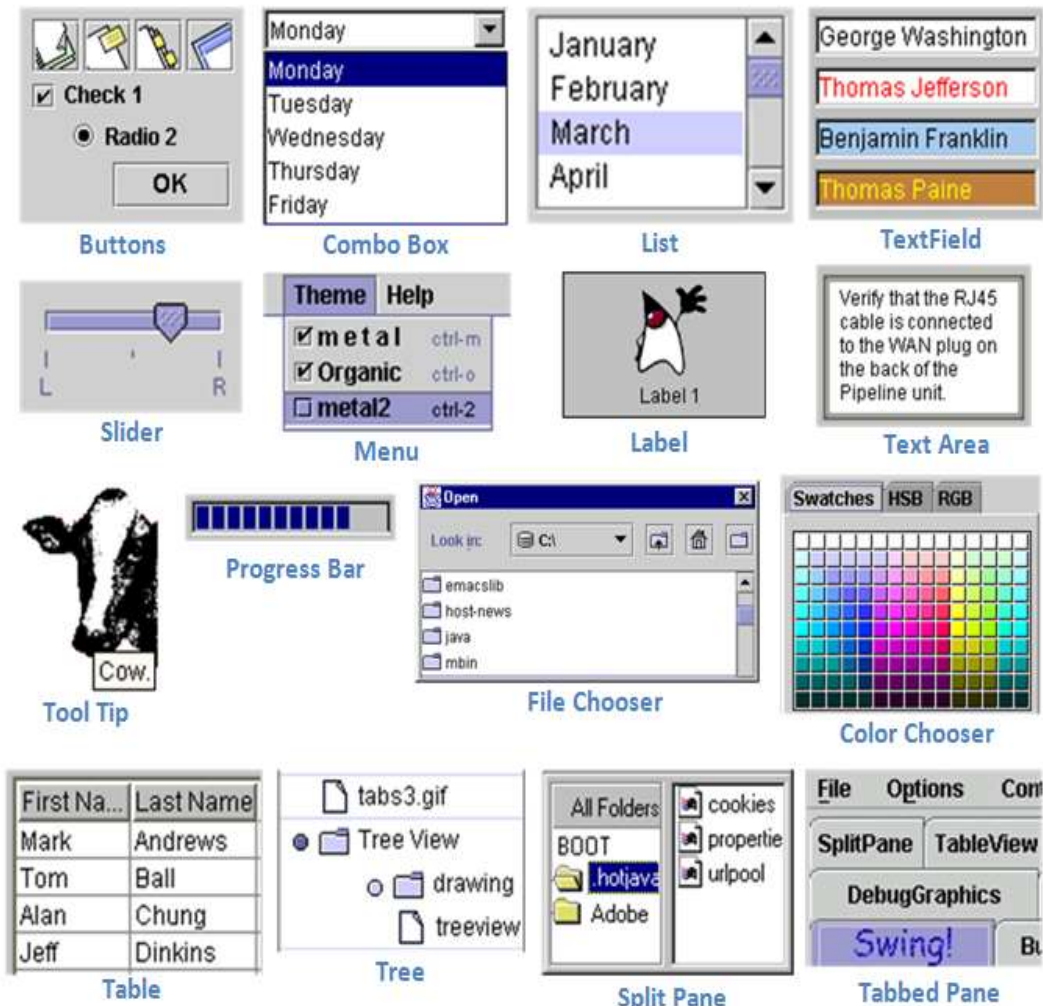 Check 1
Radio 2
OK
Buttons
Monday
Monday
Tuesday
Wednesday
Thursday
Friday
Combo Box
January
February
March
April
List
George Washington
Thomas Jefferson
Benjamin Franklin
Thomas Paine
TextField
L R
Slider
Theme Help
metal ctrl-m
Organic ctrl-o
metal2 ctrl-2
Menu
Label 1
Label
Verify that the RJ45
cable is connected
to the WAN plug on
the back of the
Pipeline unit.
Text Area
Cow.
Tool Tip
Progress Bar
Open
Look in: C:\
emacslib
host-news
java
mbin
File Chooser
Swatches HSB RGB
Color Chooser
First Na... Last Name
Mark Andrews
Tom Ball
Alan Chung
Jeff Dinkins
Table
tabs3.gif
Tree View
drawing
treeview
Tree
All Folders
BOOT
.hotjava
Adobe
cookies
propertie
urlpool
Split Pane
File Options Con
SplitPane TableView
DebugGraphics
Swing! Bu
Tabbed Pane